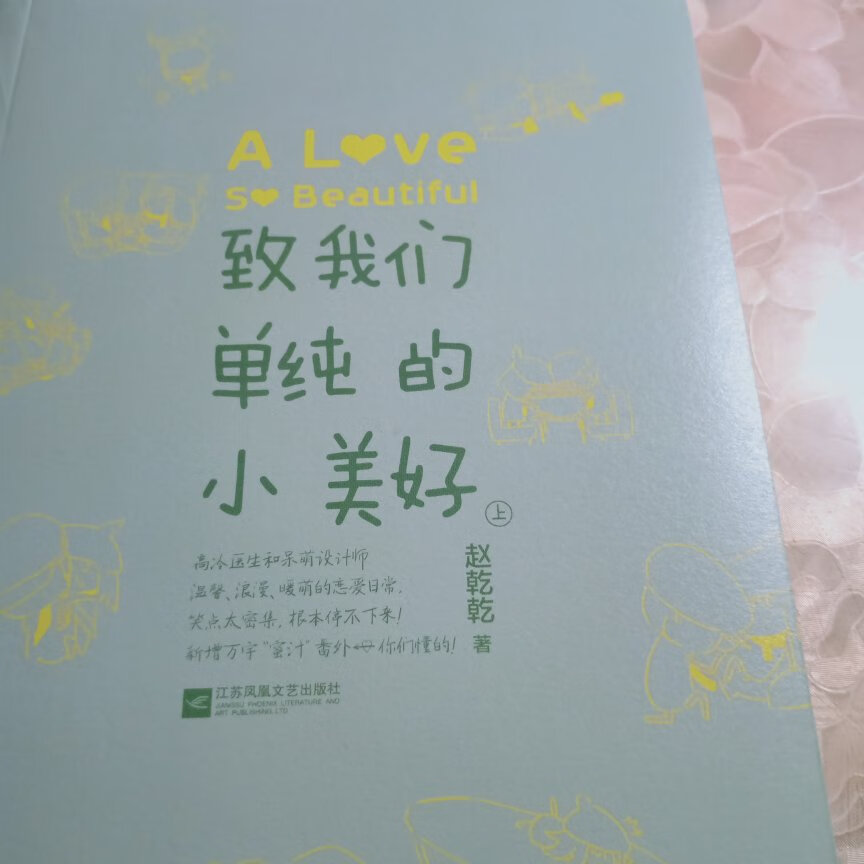 A Love
So Beautiful
致我们
单纯的
小美好 上
高冷医生和呆萌设计师
温馨、浪漫、暖萌的恋爱日常，
笑点太密集，根本停不下来！
新增万字“蜜汁”番外 你们懂的！
赵乾乾 著
江苏凤凰文艺出版社
JIANGSU PHOENIX LITERATURE AND
ART PUBLISHING, LTD